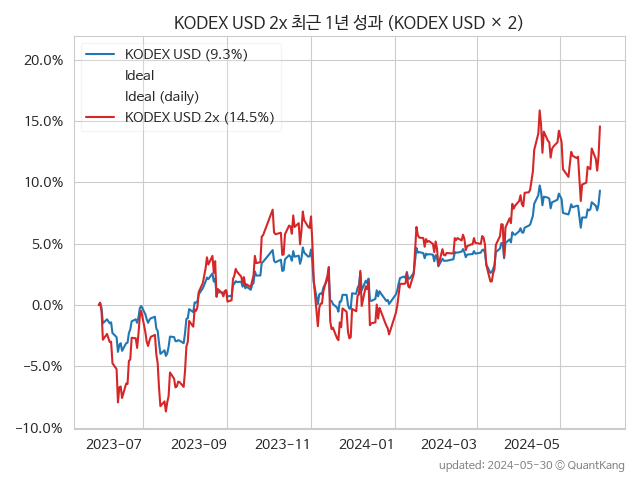 KODEX USD 2x 최근 1년 성과 (KODEX USD × 2)
KODEX USD (9.3%)
Ideal
Ideal (daily)
KODEX USD 2x (14.5%)
20.0%
15.0%
10.0%
5.0%
0.0%
−5.0%
−10.0%
2023-07 2023-09 2023-11 2024-01 2024-03 2024-05
updated: 2024-05-30 © QuantKang